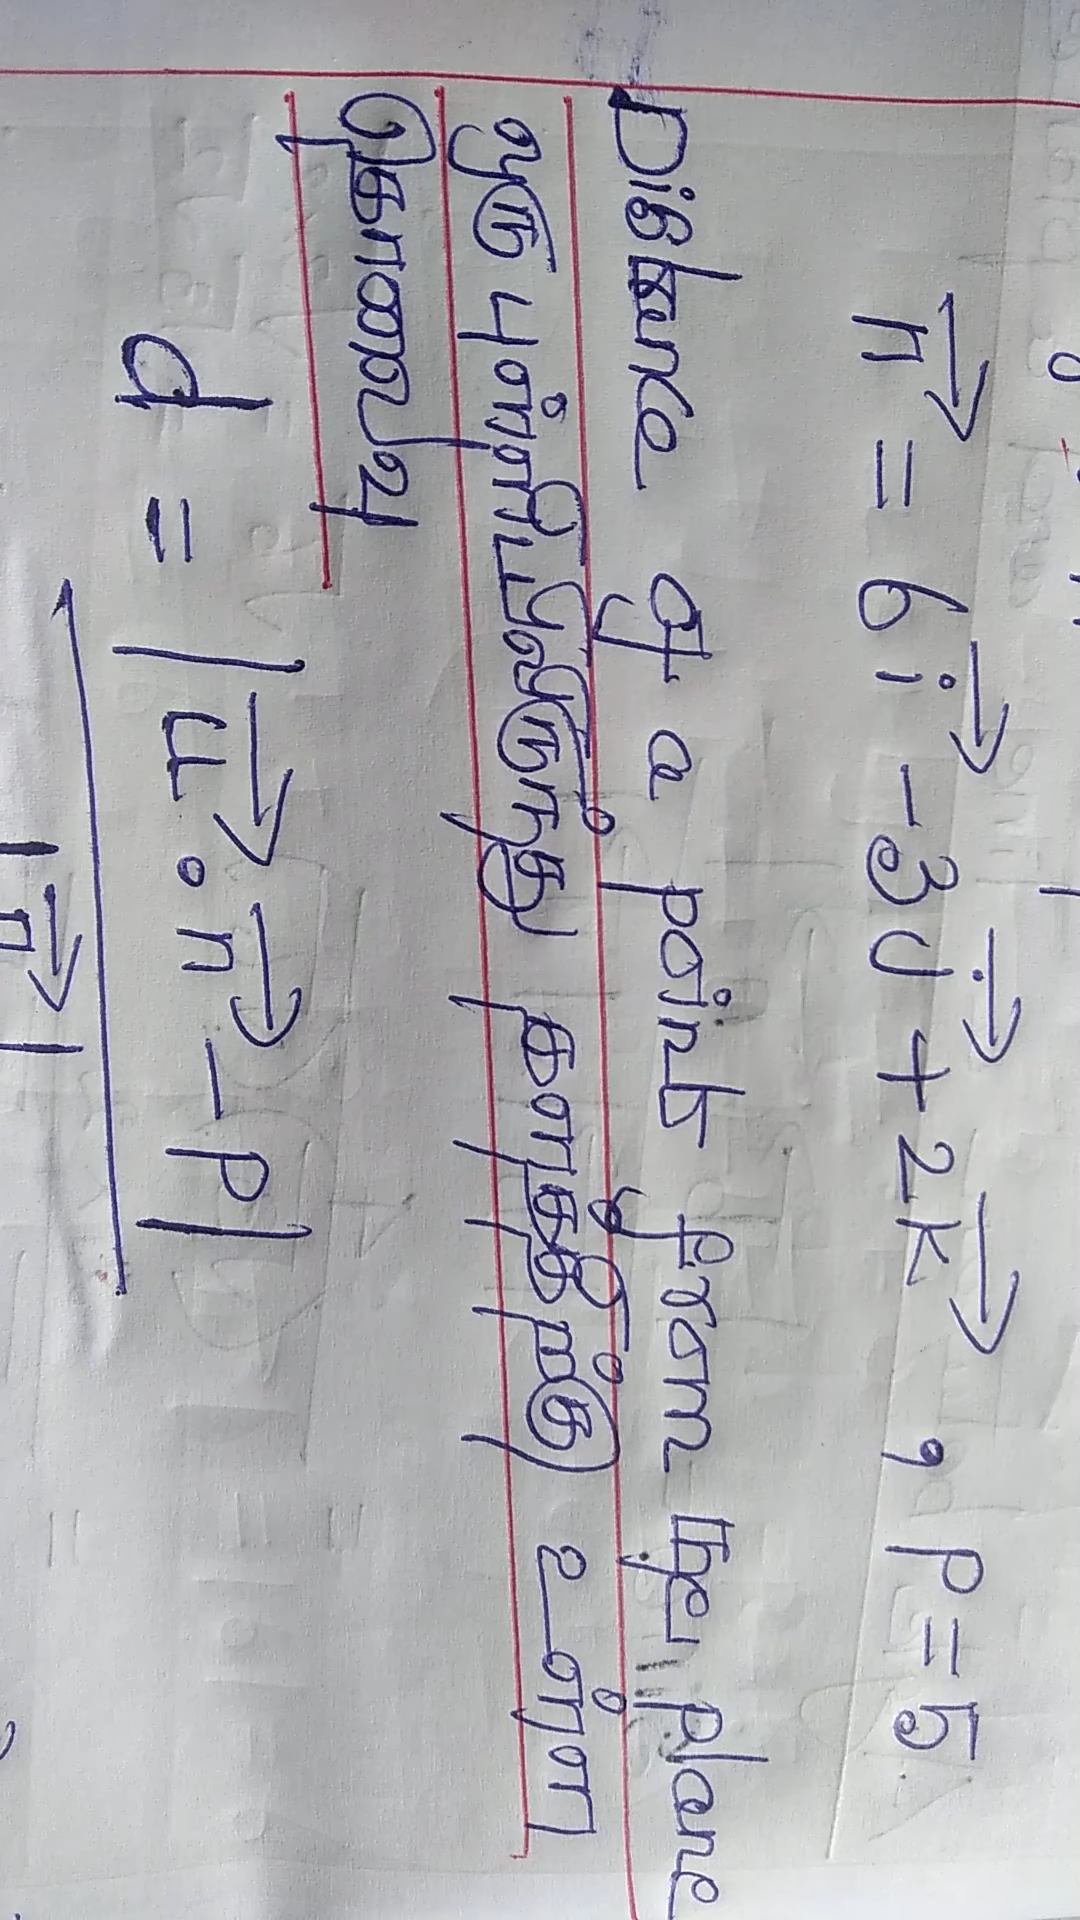 n⃗ = 6i⃗ - 3j⃗ + 2k⃗ , p = 5
Distance of a point from the plane
ஒரு புள்ளியிலிருந்து தளத்திற்கு உள்ள
தொலைவு
d = |u⃗ · n⃗ - p|
|n⃗|